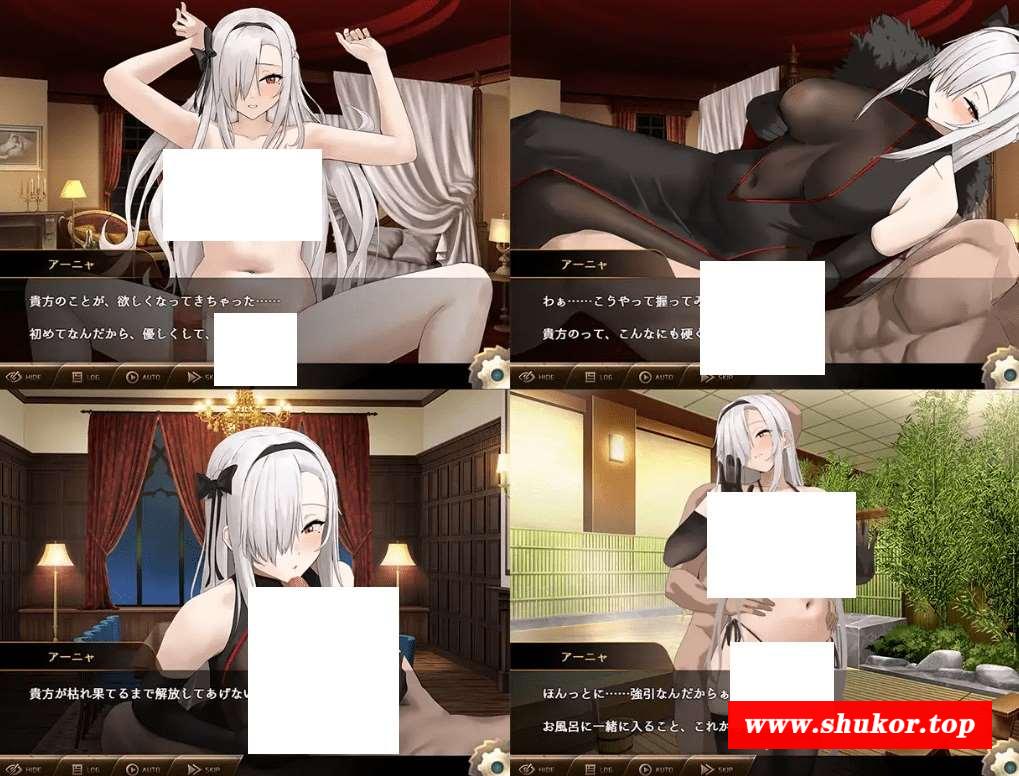 アーニャ
貴方のことが、欲しくなってきちゃった……
初めてなんだから、優しくして、
HIDE LOG AUTO
アーニャ
わぁ……こうやって握って
貴方のって、こんなにも硬
HIDE LOG AUTO SKIP
アーニャ
貴方が枯れ果てるまで解放してあげな
HIDE LOG AUTO SKIP
アーニャ
ほんっとに……強引なんだからぁ
お風呂に一緒に入ること、これ
www.shukor.top
HIDE LOG AUTO SKIP